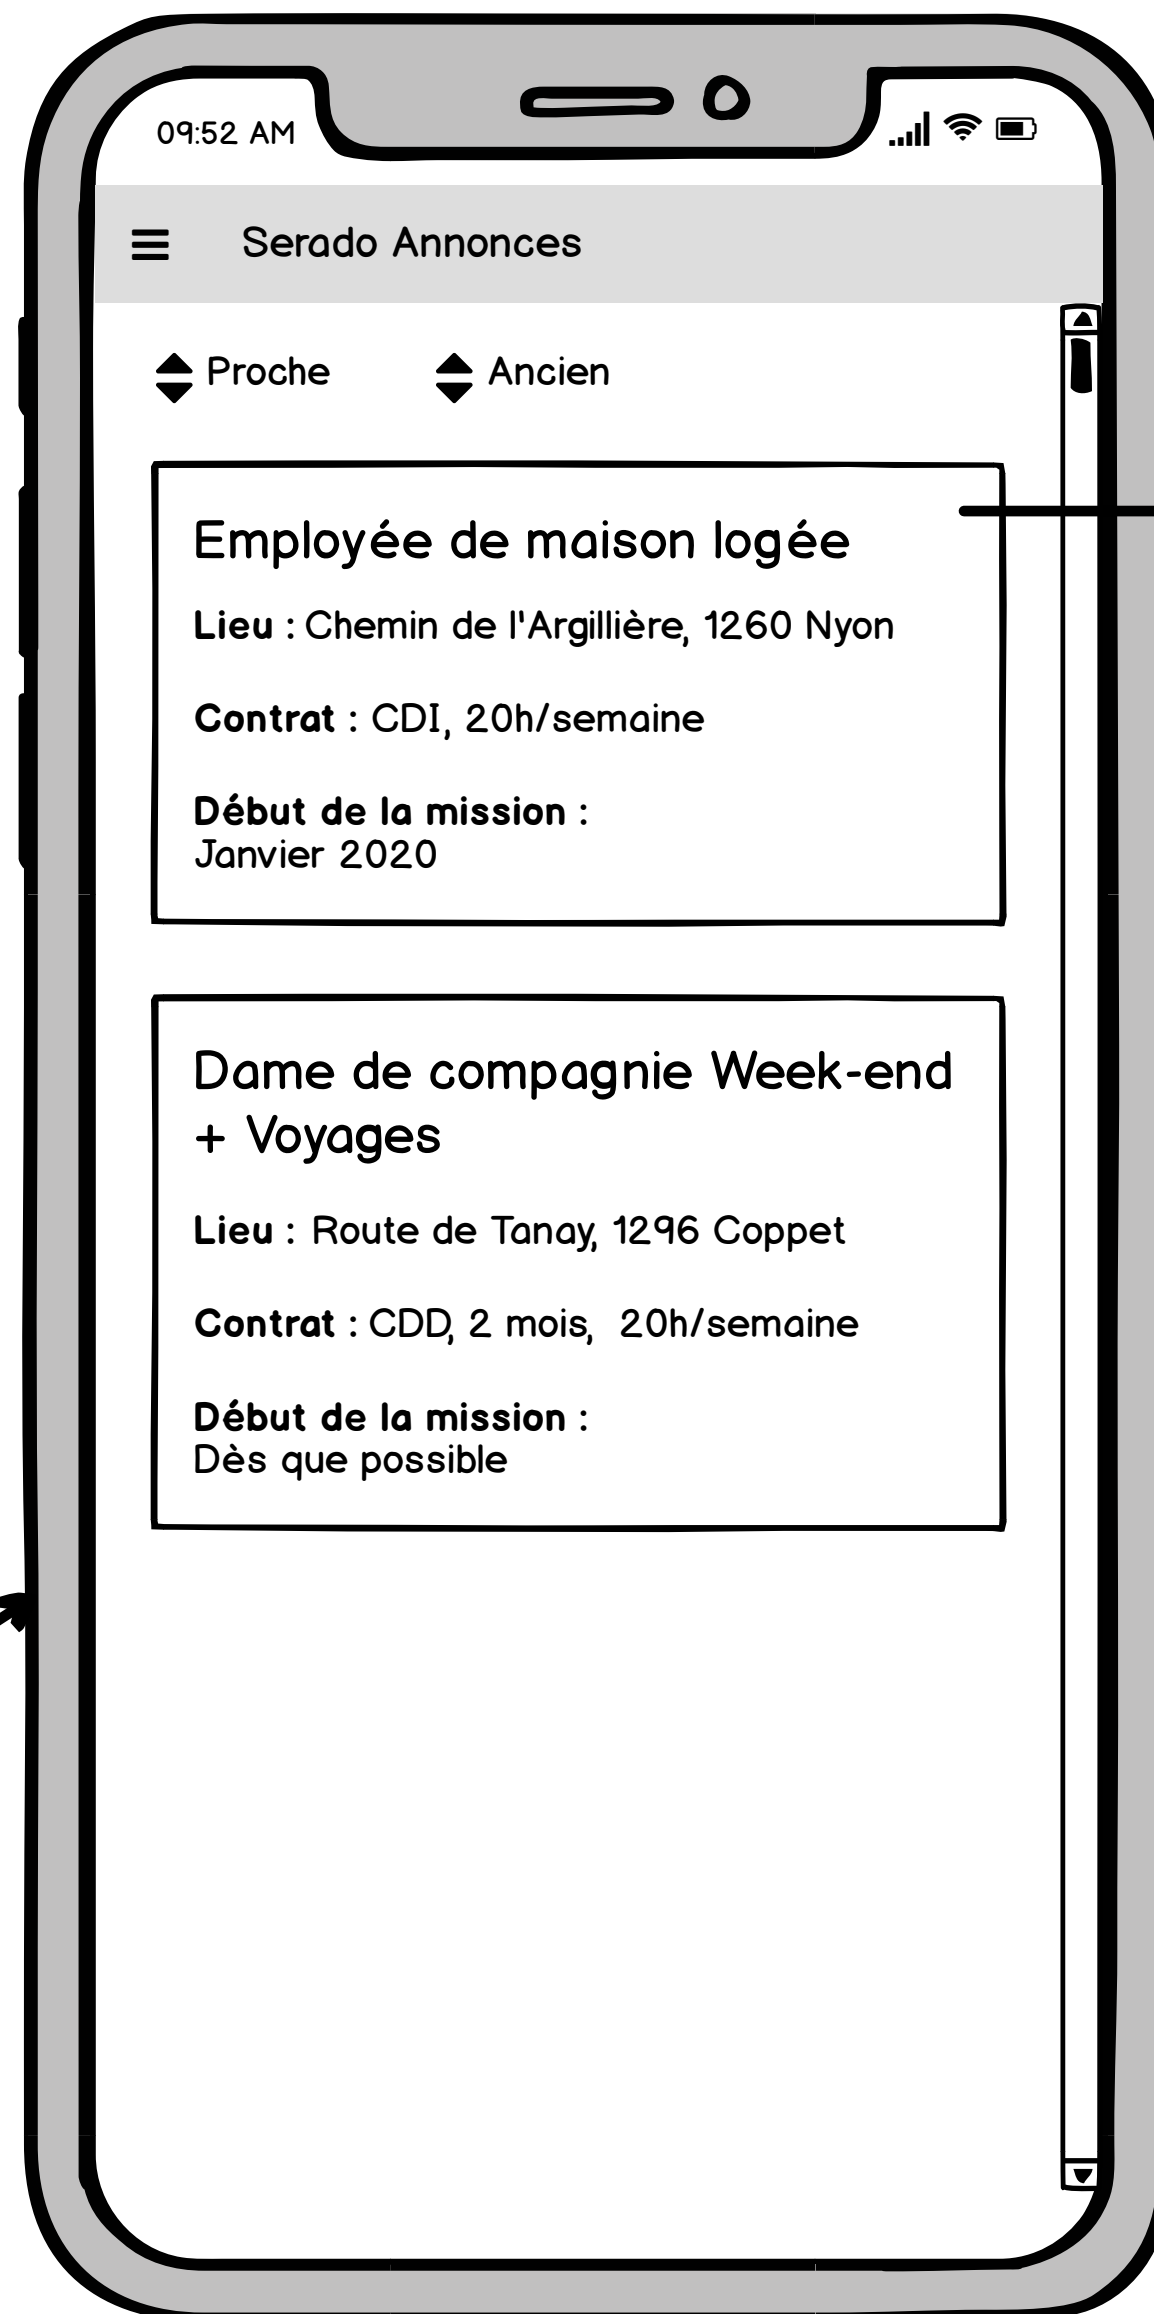 09:52 AM
Serado Annonces
Proche Ancien
Employée de maison logée
Lieu : Chemin de l'Argillière, 1260 Nyon
Contrat : CDI, 20h/semaine
Début de la mission :
Janvier 2020
Dame de compagnie Week-end
+ Voyages
Lieu : Route de Tanay, 1296 Coppet
Contrat : CDD, 2 mois, 20h/semaine
Début de la mission :
Dès que possible